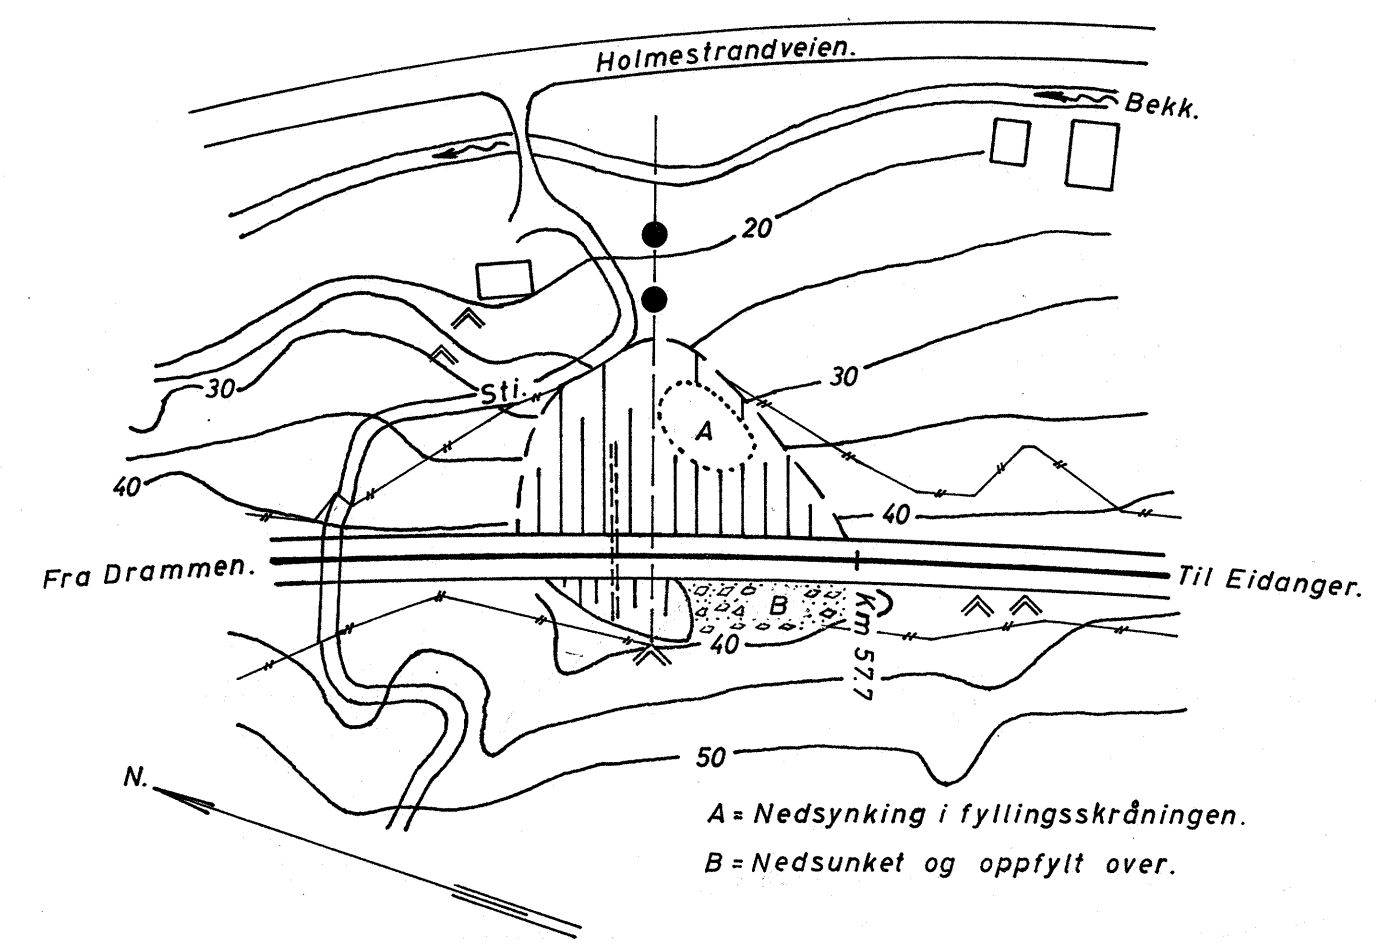 Holmestrandveien.
Bekk.
20
30
30
Sti.
A
40
40
Fra Drammen.
Til Eidanger.
B
Km 57.7
40
50
N.
A = Nedsynking i fyllingsskråningen.
B = Nedsunket og oppfylt over.